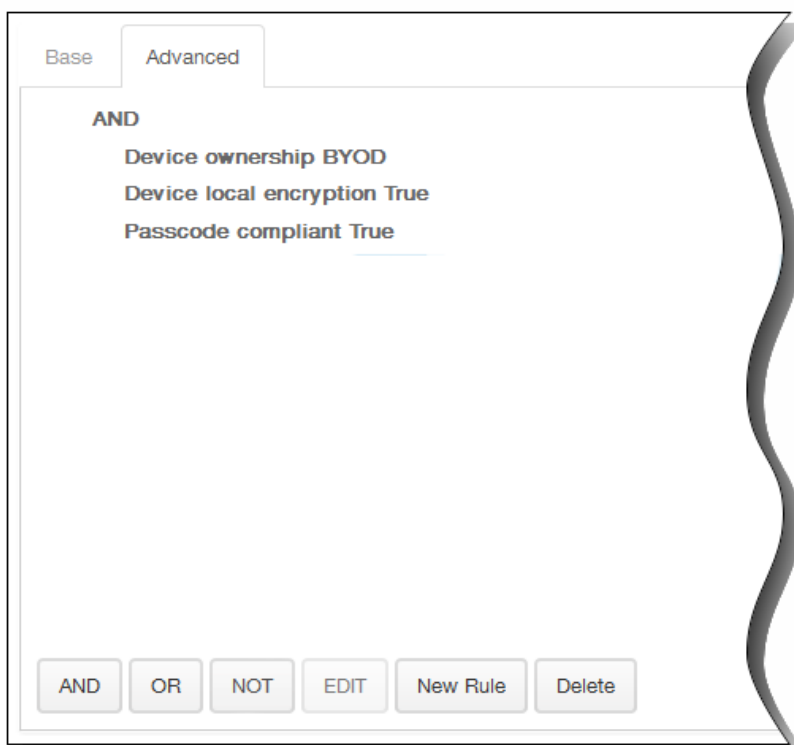 Base Advanced
AND
Device ownership BYOD
Device local encryption True
Passcode compliant True
AND OR NOT EDIT New Rule Delete